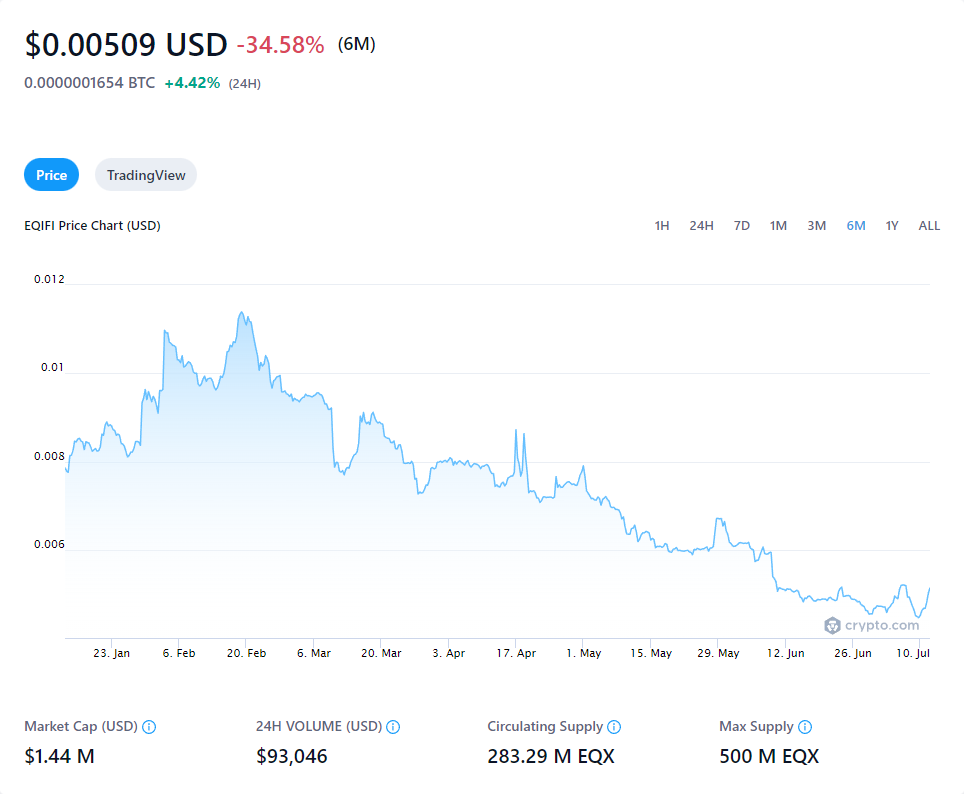 $0.00509 USD -34.58% (6M)
0.0000001654 BTC +4.42% (24H)
Price TradingView
EQIFI Price Chart (USD) 1H 24H 7D 1M 3M 6M 1Y ALL
0.012
0.01
0.008
0.006
crypto.com
23. Jan 6. Feb 20. Feb 6. Mar 20. Mar 3. Apr 17. Apr 1. May 15. May 29. May 12. Jun 26. Jun 10. Jul
Market Cap (USD) 24H VOLUME (USD) Circulating Supply Max Supply
$1.44 M $93,046 283.29 M EQX 500 M EQX